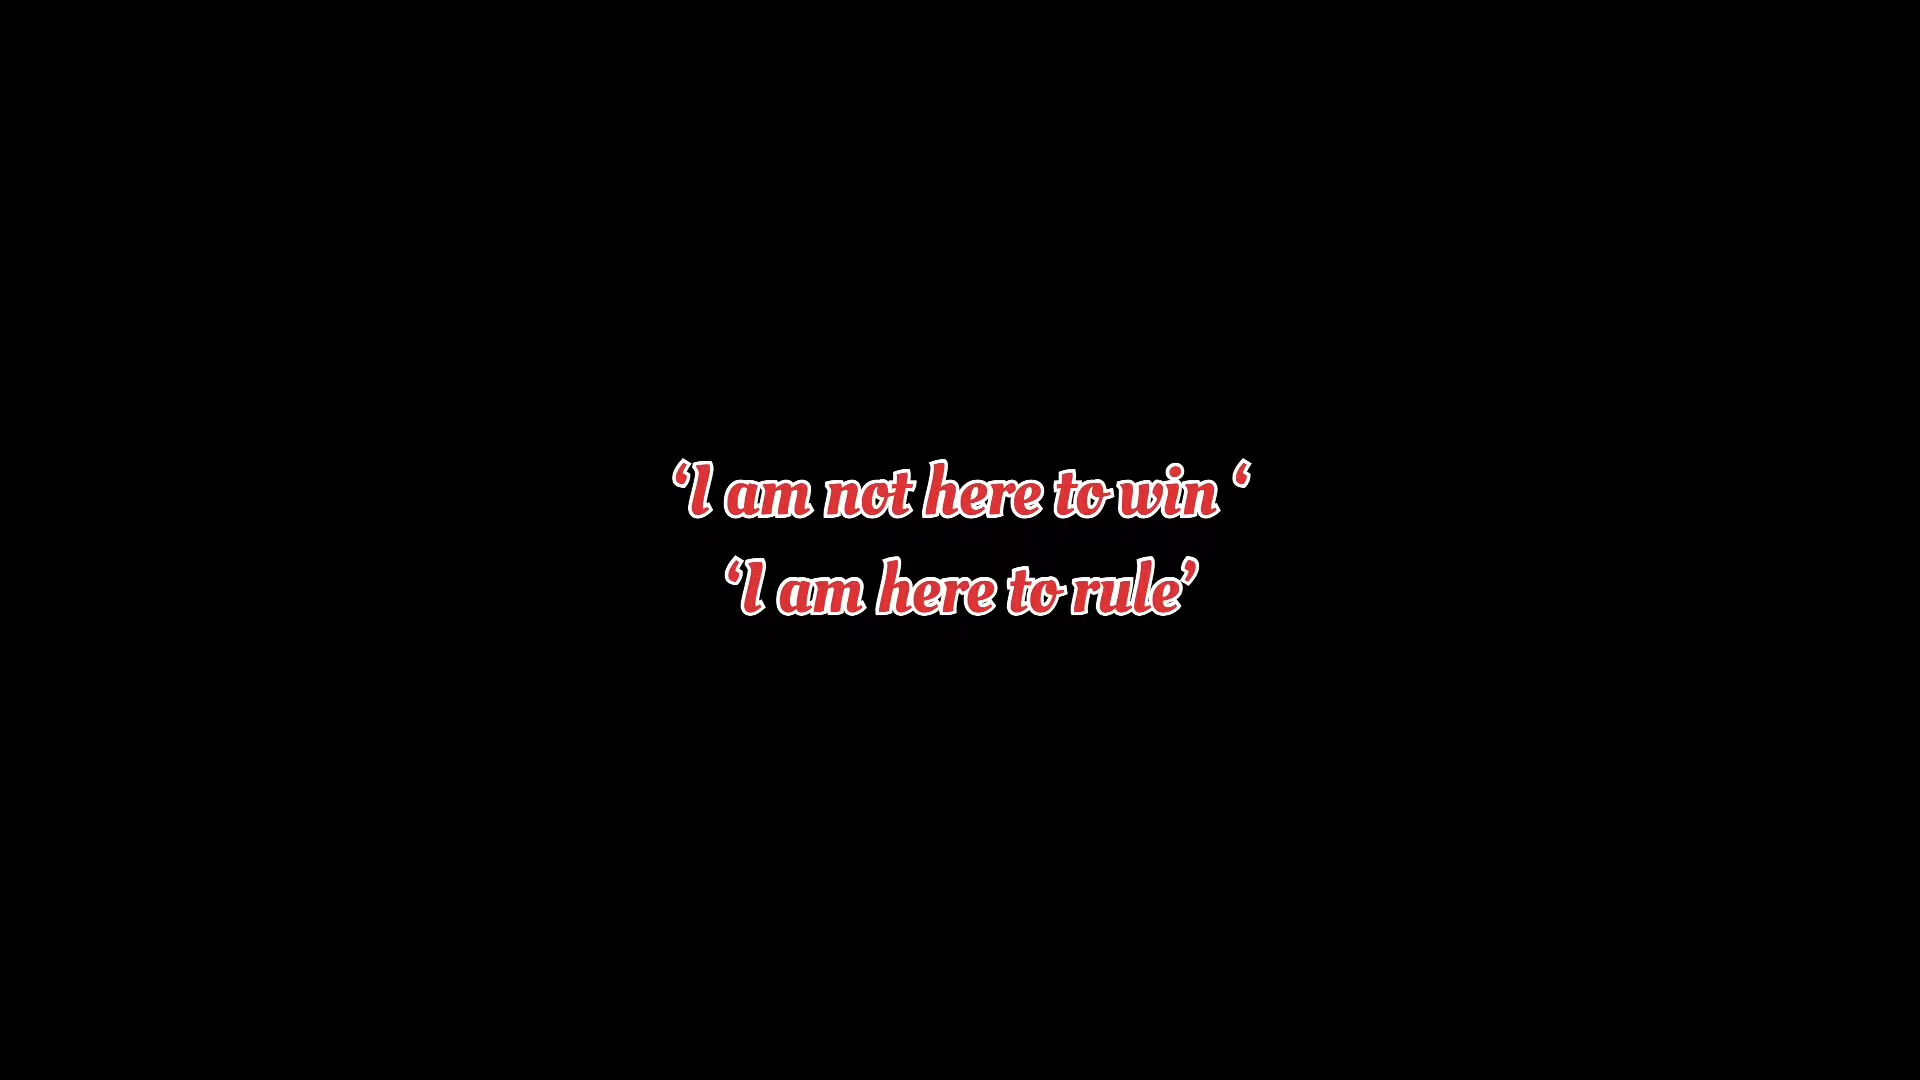 ‘I am not here to win ‘
‘I am here to rule’